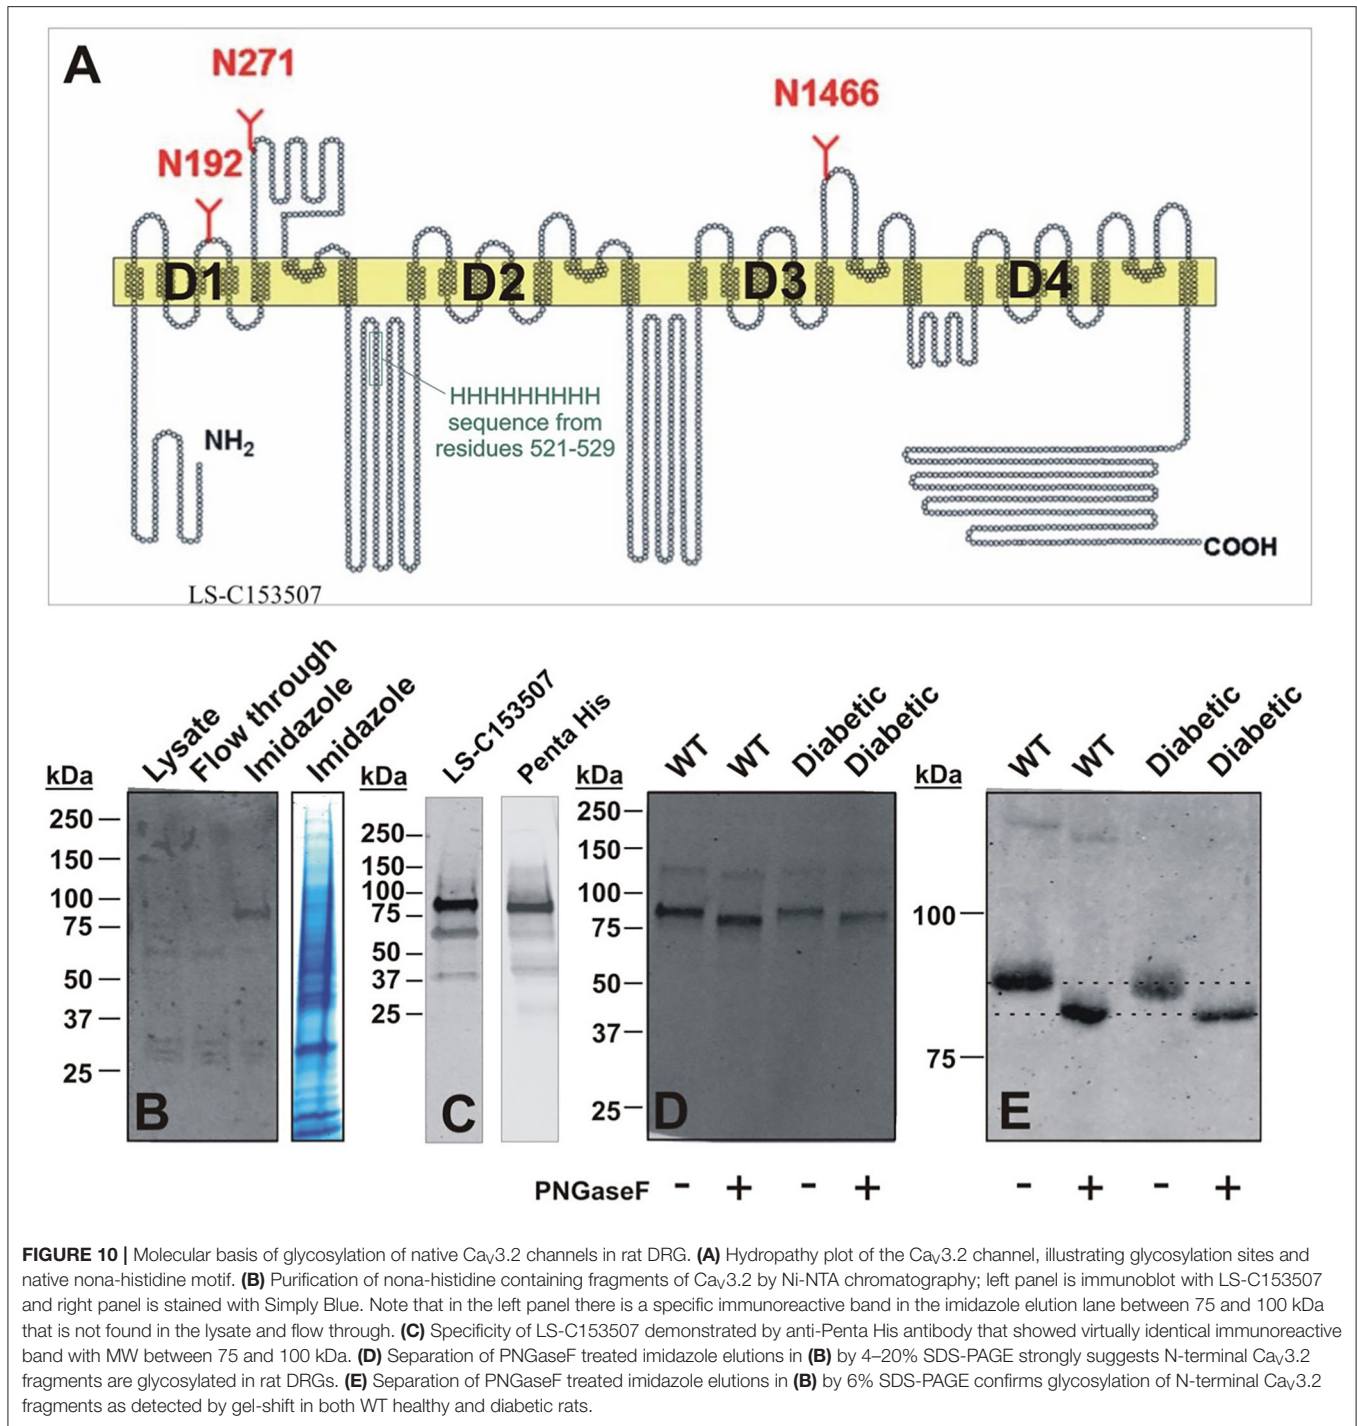 A
N271
N1466
N192
D1
D2
D3
D4
HHHHHHHHH
sequence from
residues 521-529
NH2
COOH
LS-C153507
kDa
Lysate
Flow through
Imidazole
Imidazole
250
150
100
75
50
37
25
B
kDa
LS-C153507
Penta His
250
150
100
75
50
37
25
C
kDa
WT
WT
Diabetic
Diabetic
250
150
100
75
50
37
25
D
kDa
WT
WT
Diabetic
Diabetic
100
75
E
PNGaseF - + - + - + - +
FIGURE 10 | Molecular basis of glycosylation of native CaV3.2 channels in rat DRG. (A) Hydropathy plot of the CaV3.2 channel, illustrating glycosylation sites and
native nona-histidine motif. (B) Purification of nona-histidine containing fragments of CaV3.2 by Ni-NTA chromatography; left panel is immunoblot with LS-C153507
and right panel is stained with Simply Blue. Note that in the left panel there is a specific immunoreactive band in the imidazole elution lane between 75 and 100 kDa
that is not found in the lysate and flow through. (C) Specificity of LS-C153507 demonstrated by anti-Penta His antibody that showed virtually identical immunoreactive
band with MW between 75 and 100 kDa. (D) Separation of PNGaseF treated imidazole elutions in (B) by 4–20% SDS-PAGE strongly suggests N-terminal CaV3.2
fragments are glycosylated in rat DRGs. (E) Separation of PNGaseF treated imidazole elutions in (B) by 6% SDS-PAGE confirms glycosylation of N-terminal CaV3.2
fragments as detected by gel-shift in both WT healthy and diabetic rats.